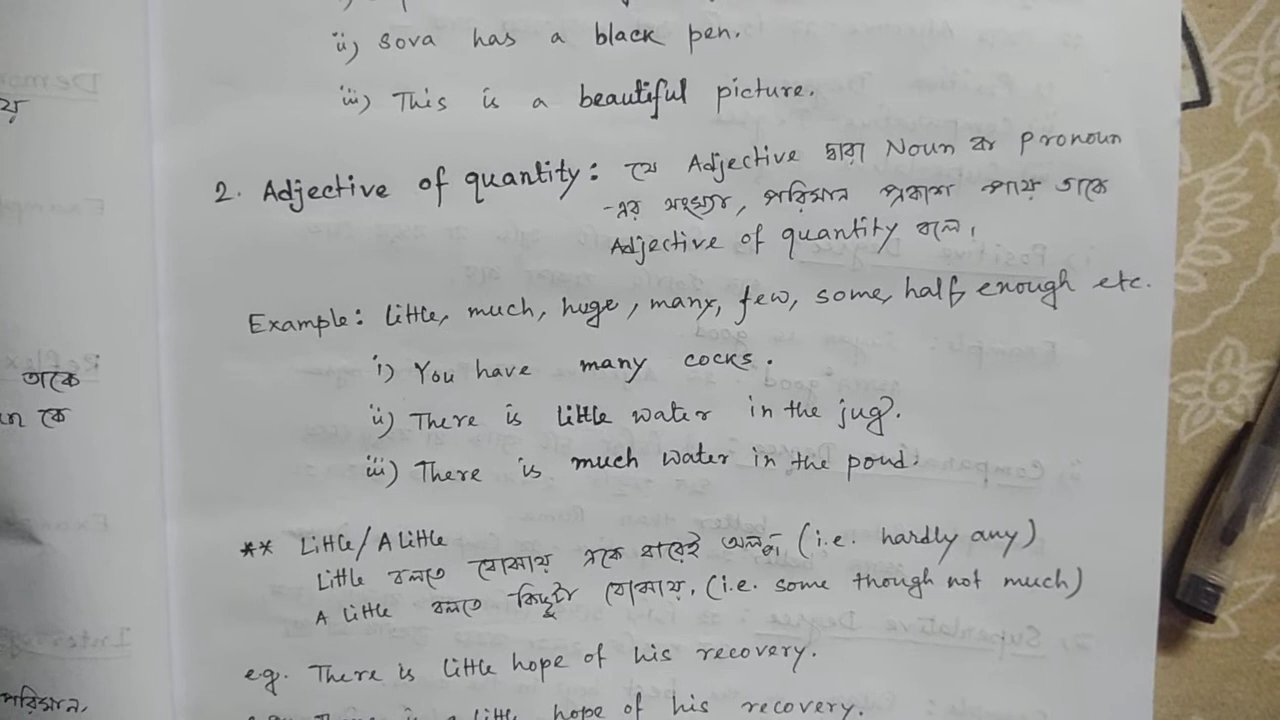 ii) Sova has a black pen.
iii) This is a beautiful picture.
2. Adjective of quantity: যে Adjective দ্বারা Noun বা Pronoun
-এর সংখ্যা, পরিমান প্রকাশ পায় তাকে
Adjective of quantity বলে।
Example: Little, much, huge, many, few, some, half, enough etc.
i) You have many cocks.
ii) There is little water in the jug.
iii) There is much water in the pond.
** Little/A little
Little বলতে বোঝায় একে বারেই অল্প (i.e. hardly any)
A little বলতে কিছুটা বোঝায়. (i.e. some though not much)
eg. There is little hope of his recovery.
hope of his recovery.
তাকে
কে
পরিমান,